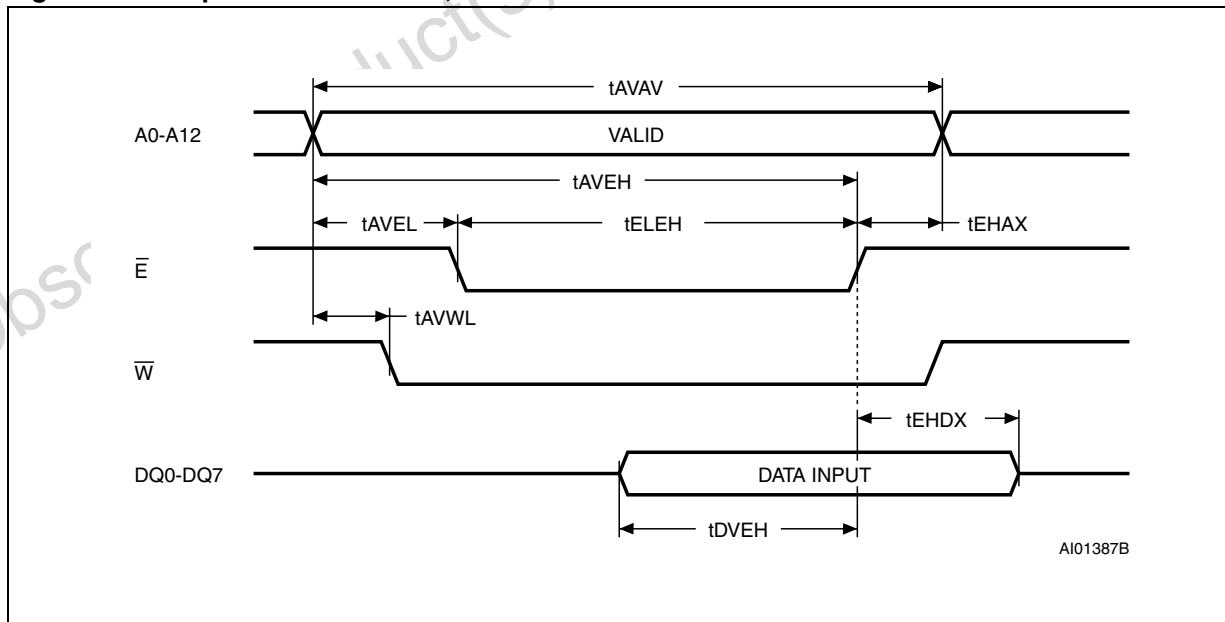 tAVAV
A0-A12
VALID
tAVEH
tAVEL
tELEH
tEHAX
E̅
tAVWL
W̅
tEHDX
DQ0-DQ7
DATA INPUT
tDVEH
AI01387B